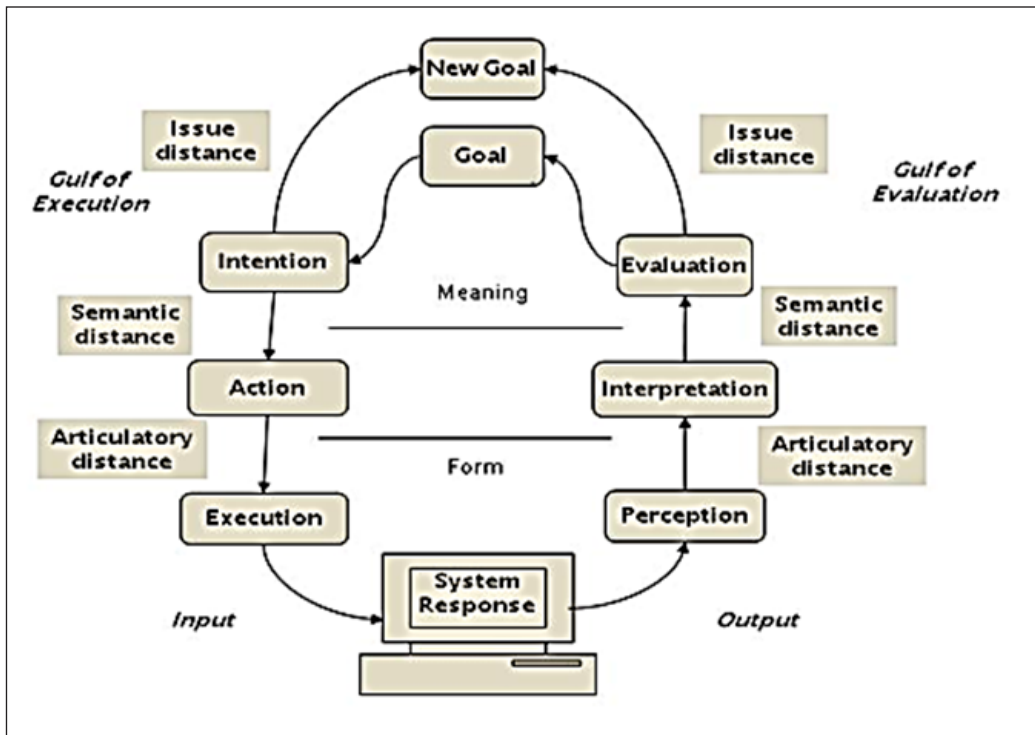 New Goal
Issue
distance
Goal
Issue
distance
Gulf of
Execution
Gulf of
Evaluation
Intention
Evaluation
Meaning
Semantic
distance
Semantic
distance
Action
Interpretation
Articulatory
distance
Form
Articulatory
distance
Execution
Perception
System
Response
Input
Output